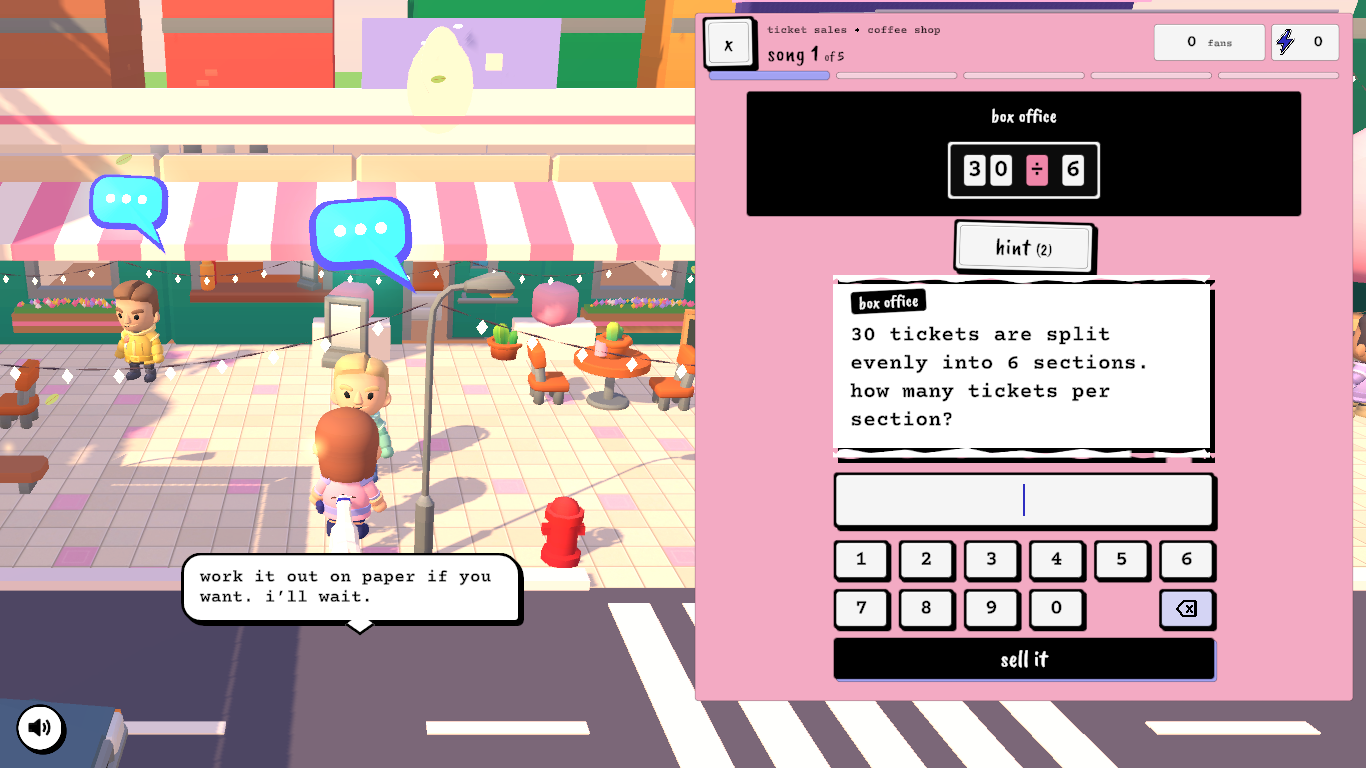 x
ticket sales • coffee shop
song 1 of 5
0 fans
0
box office
30 ÷ 6
hint (2)
box office
30 tickets are split
evenly into 6 sections.
how many tickets per
section?
1 2 3 4 5 6
7 8 9 0
sell it
work it out on paper if you
want. i'll wait.